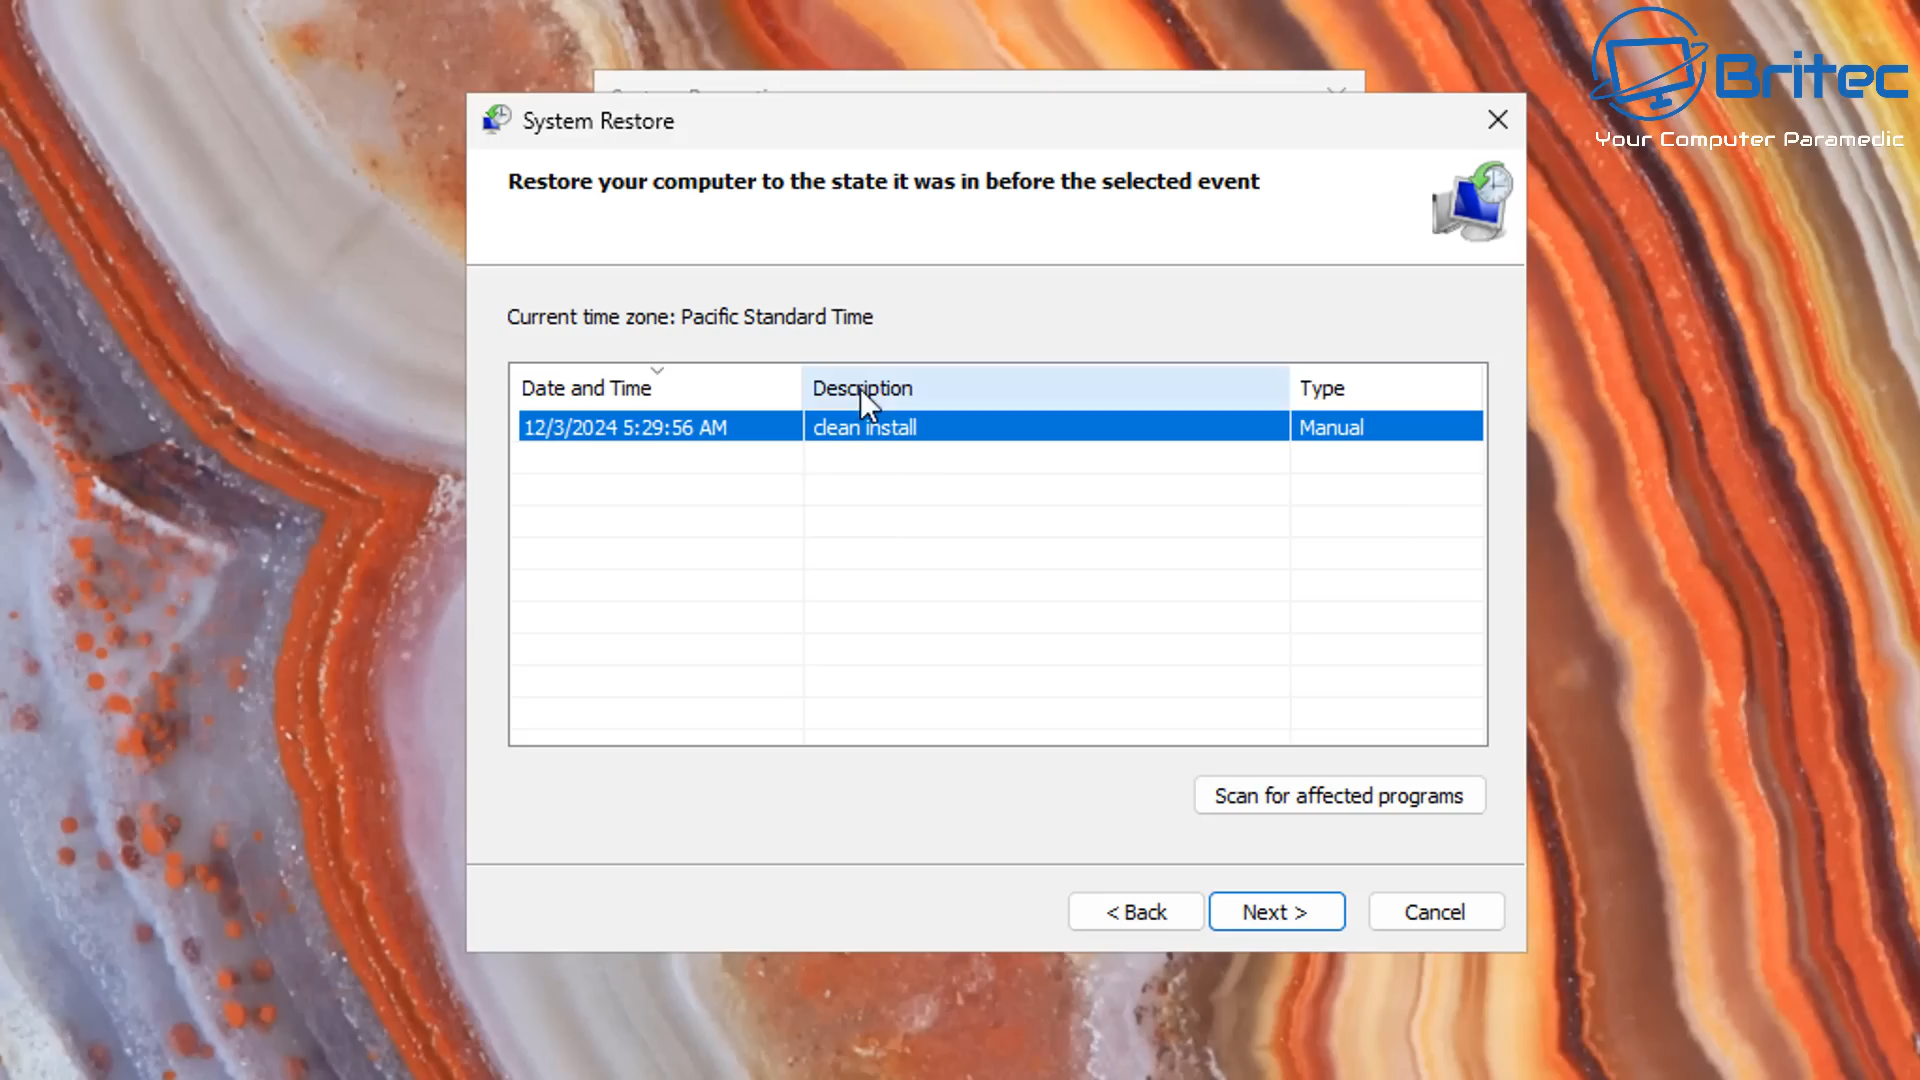 Britec
Your Computer Paramedic
System Restore
Restore your computer to the state it was in before the selected event
Current time zone: Pacific Standard Time
Date and Time Description Type
12/3/2024 5:29:56 AM clean install Manual
Scan for affected programs
< Back Next > Cancel